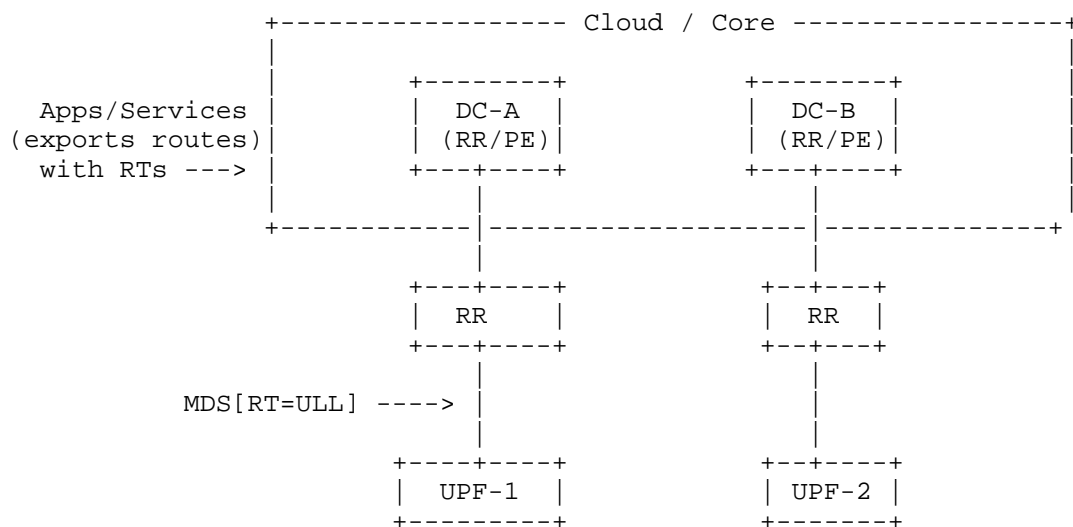 Cloud / Core
DC-A DC-B
Apps/Services
(exports routes) (RR/PE) (RR/PE)
with RTs --->
RR RR
MDS[RT=ULL] ---->
UPF-1 UPF-2